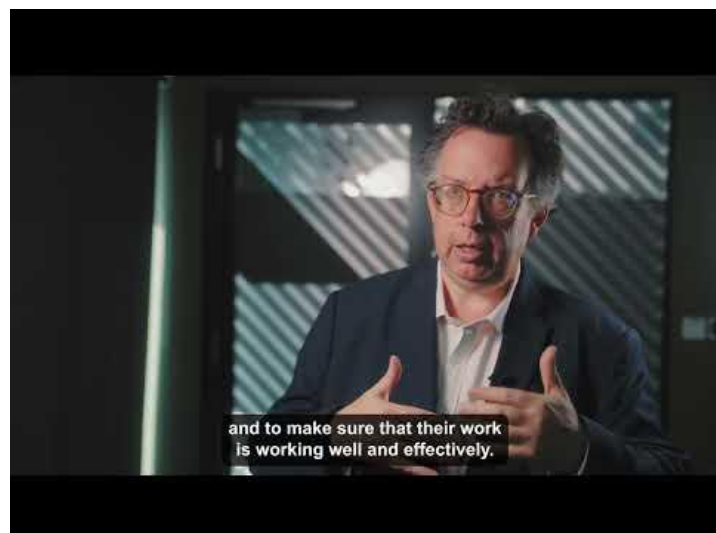 and to make sure that their work
is working well and effectively.